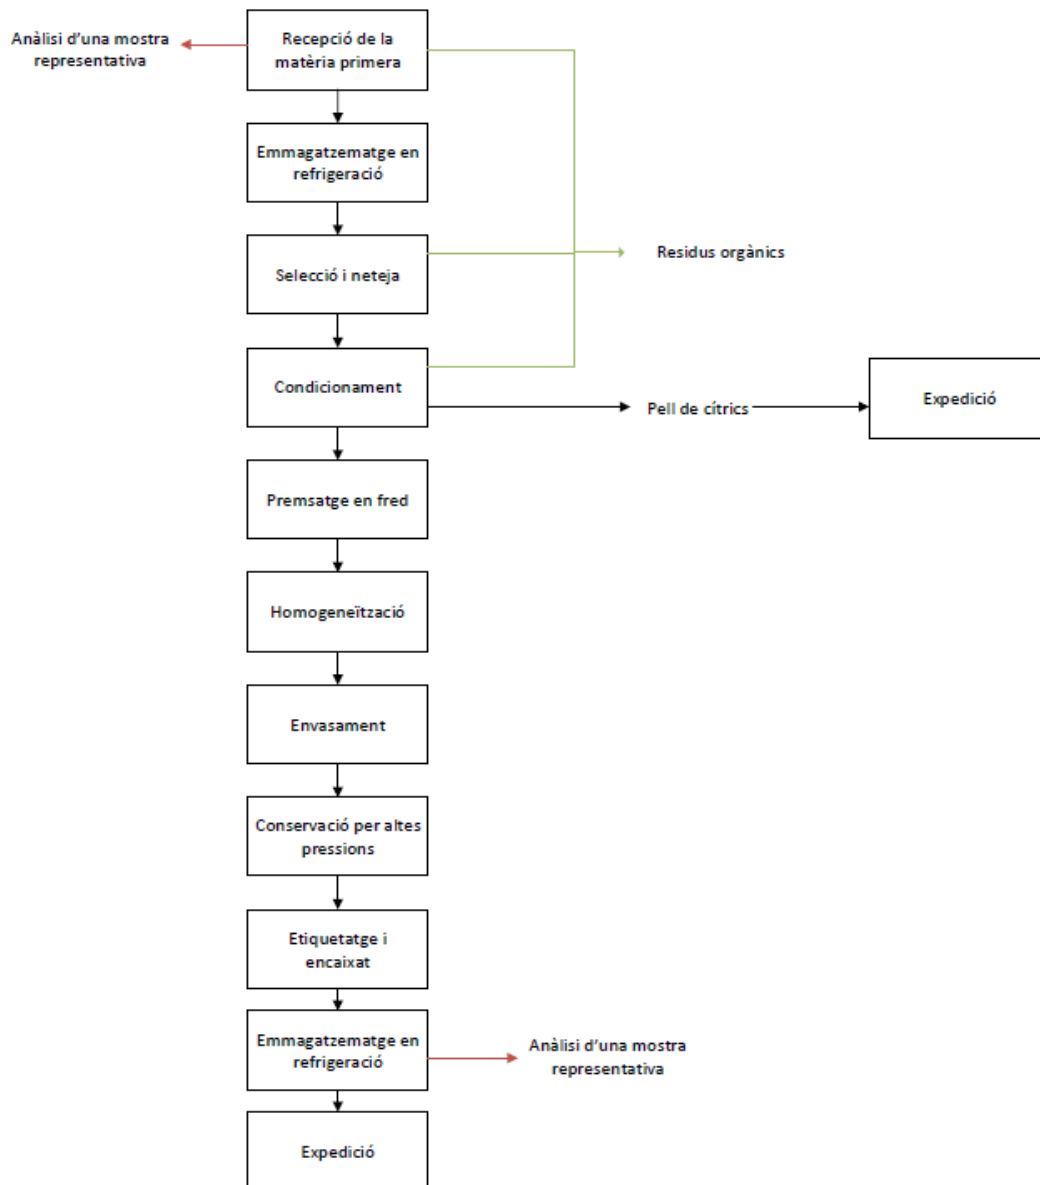 Anàlisi d'una mostra
representativa
Recepció de la
matèria primera
Emmagatzematge en
refrigeració
Selecció i neteja
Residus orgànics
Condicionament
Pell de cítrics
Expedició
Premsatge en fred
Homogeneïtzació
Envasament
Conservació per altes
pressions
Etiquetatge i
encaixat
Emmagatzematge en
refrigeració
Anàlisi d'una mostra
representativa
Expedició